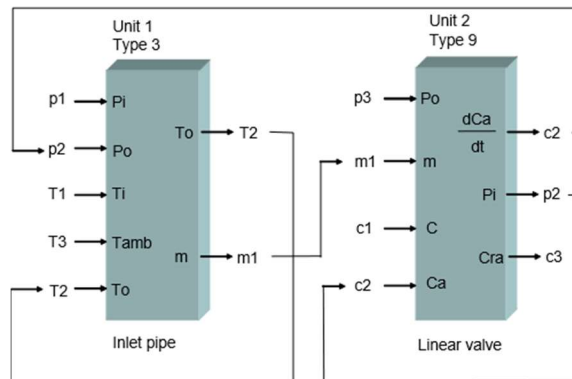 Unit 1
Type 3
p1
Pi
p2
Po
T1
Ti
T3
Tamb
T2
To
To
T2
m
m1
Inlet pipe
Unit 2
Type 9
p3
Po
m1
m
c1
C
c2
Ca
dCa
dt
c2
Pi
p2
Cra
c3
Linear valve